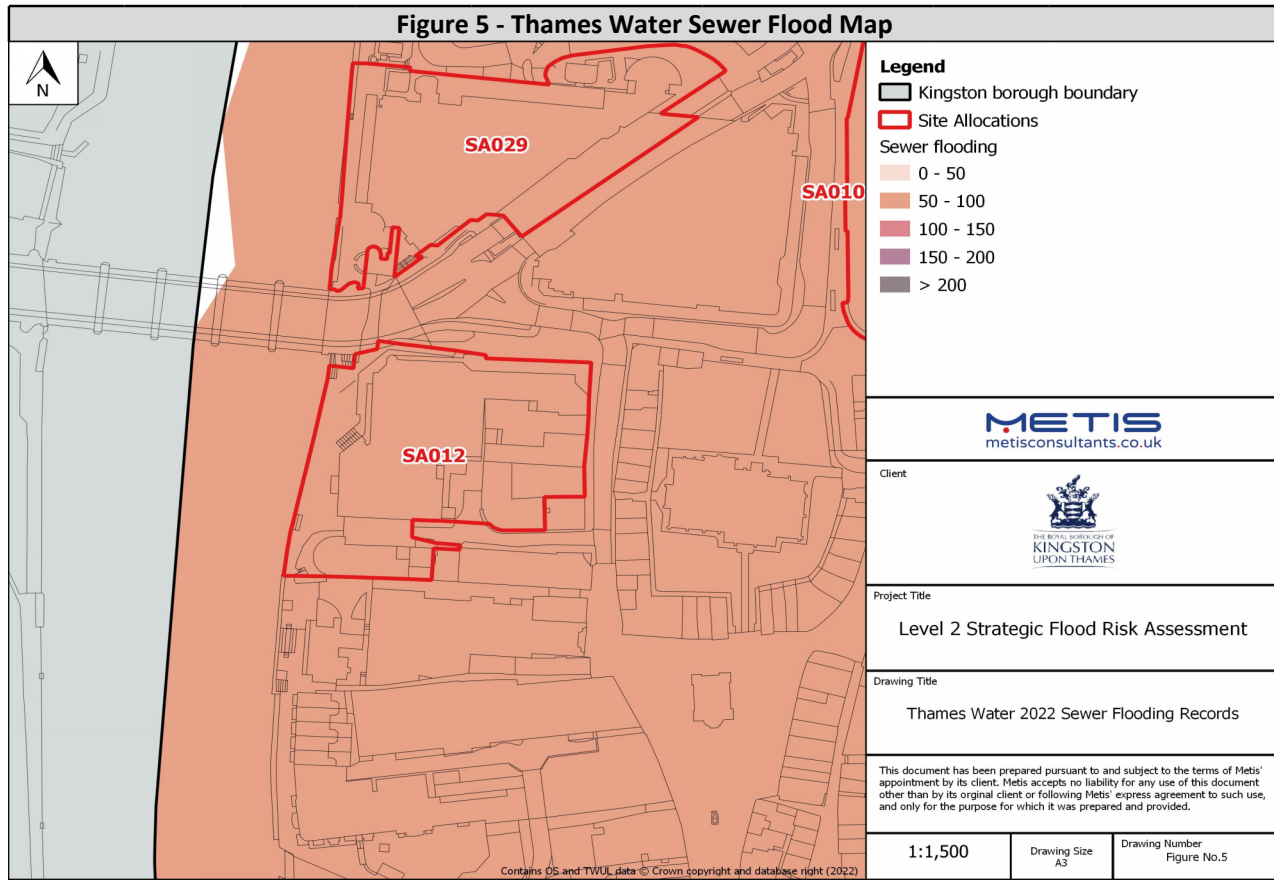 Figure 5 - Thames Water Sewer Flood Map
N
SA029
SA010
SA012
Contains OS and TWUL data © Crown copyright and database right (2022)
Legend
Kingston borough boundary
Site Allocations
Sewer flooding
0 - 50
50 - 100
100 - 150
150 - 200
> 200
METIS
metisconsultants.co.uk
Client
THE ROYAL BOROUGH OF
KINGSTON
UPON THAMES
Project Title
Level 2 Strategic Flood Risk Assessment
Drawing Title
Thames Water 2022 Sewer Flooding Records
This document has been prepared pursuant to and subject to the terms of Metis'
appointment by its client. Metis accepts no liability for any use of this document
other than by its orginal client or following Metis' express agreement to such use,
and only for the purpose for which it was prepared and provided.
1:1,500
Drawing Size
A3
Drawing Number
Figure No.5